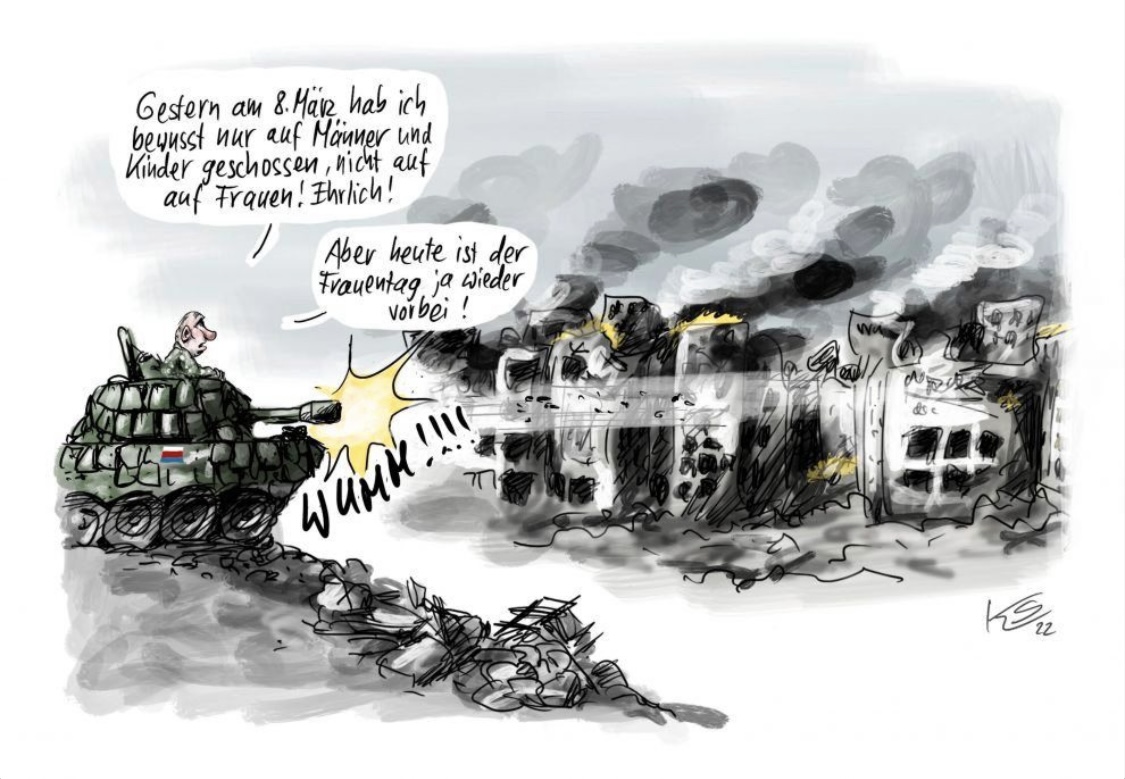 Gestern am 8. März hab ich
bewusst nur auf Männer und
Kinder geschossen, nicht auf
auf Frauen! Ehrlich!
Aber heute ist der
Frauentag ja wieder
vorbei!
WUMM!!!!
KS 22